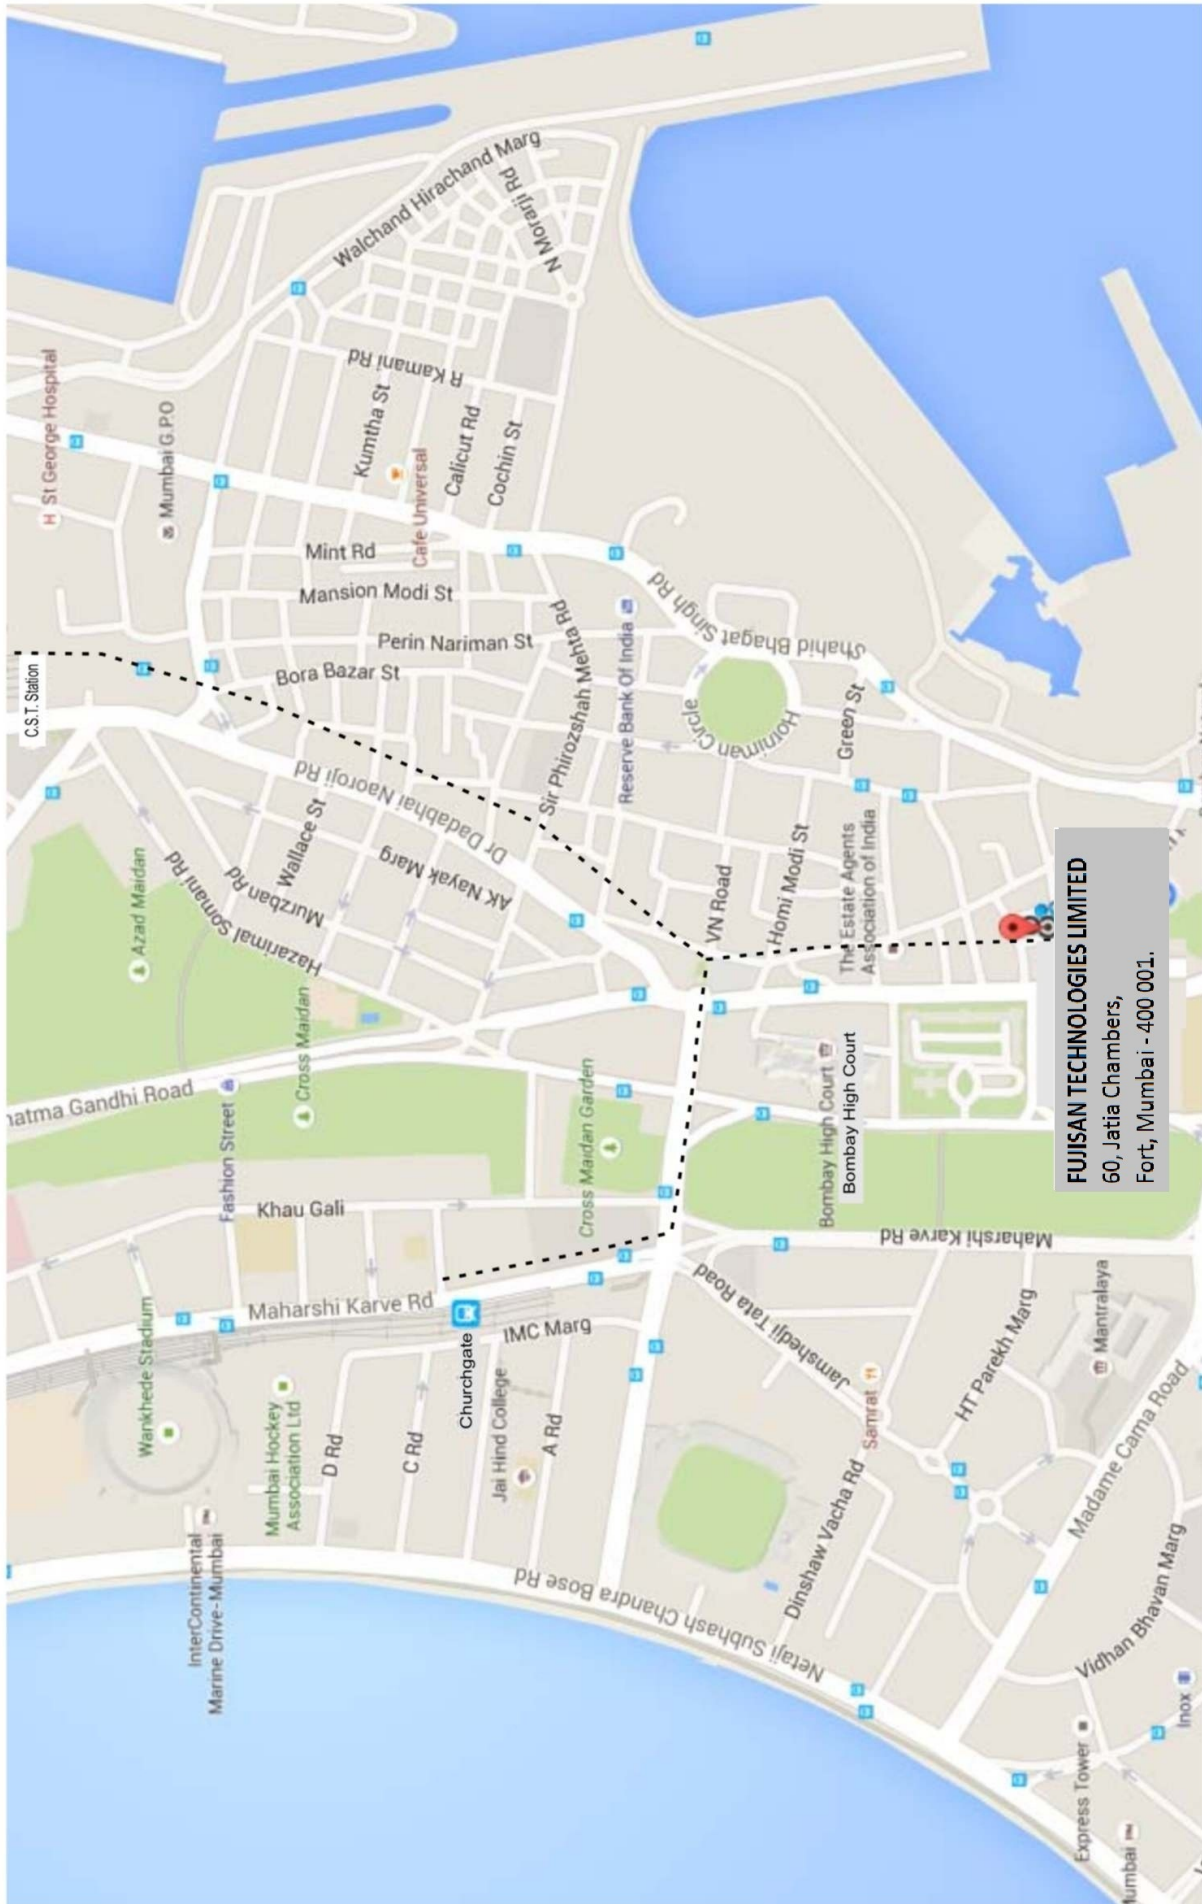 C.S.T. Station
H St George Hospital
Mumbai G.P.O
Walchand Hirachand Marg
N Morarji Rd
R Kamani Rd
Kumtha St
Cafe Universal
Calicut Rd
Cochin St
Mint Rd
Mansion Modi St
Perin Nariman St
Bora Bazar St
Sir Phirozshah Mehta Rd
Reserve Bank Of India
Shahid Bhagat Singh Rd
Horniman Circle
Green St
Dr Dadabhai Naoroji Rd
Wallace St
Murzban Rd
AK Nayak Marg
Hazarimal Somani Rd
Azad Maidan
Cross Maidan
VN Road
Homi Modi St
The Estate Agents
Association of India
hatma Gandhi Road
Fashion Street
Khau Gali
Cross Maidan Garden
Bombay High Court
Bombay High Court
FUJISAN TECHNOLOGIES LIMITED
60, Jatia Chambers,
Fort, Mumbai - 400 001.
Maharshi Karve Rd
Maharshi Karve Rd
Wankhede Stadium
Mumbai Hockey
Association Ltd
Churchgate
IMC Marg
Jai Hind College
D Rd
C Rd
A Rd
InterContinental
Marine Drive-Mumbai
Netaji Subhash Chandra Bose Rd
Jamshedji Tata Road
Samrat
Dinshaw Vacha Rd
HT Parekh Marg
Mantralaya
Madame Cama Road
Vidhan Bhavan Marg
Inox
Express Tower
Mumbai